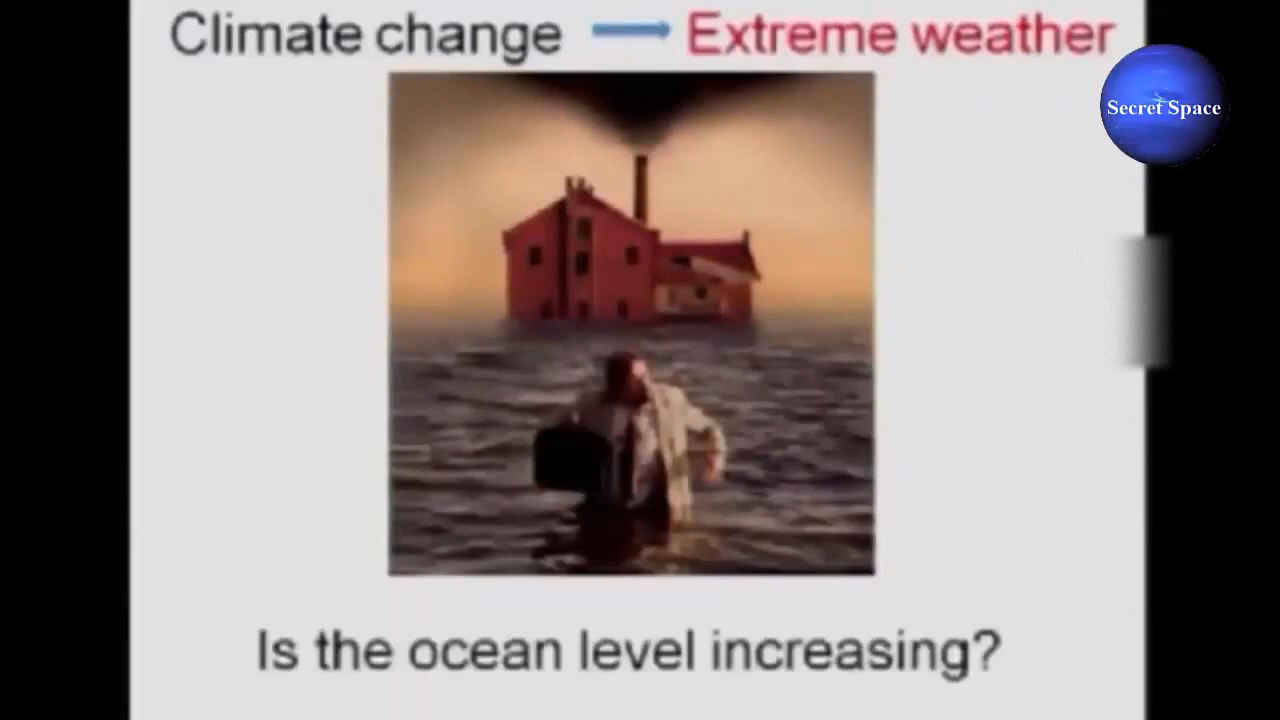 Climate change Extreme weather
Secret Space
Is the ocean level increasing?